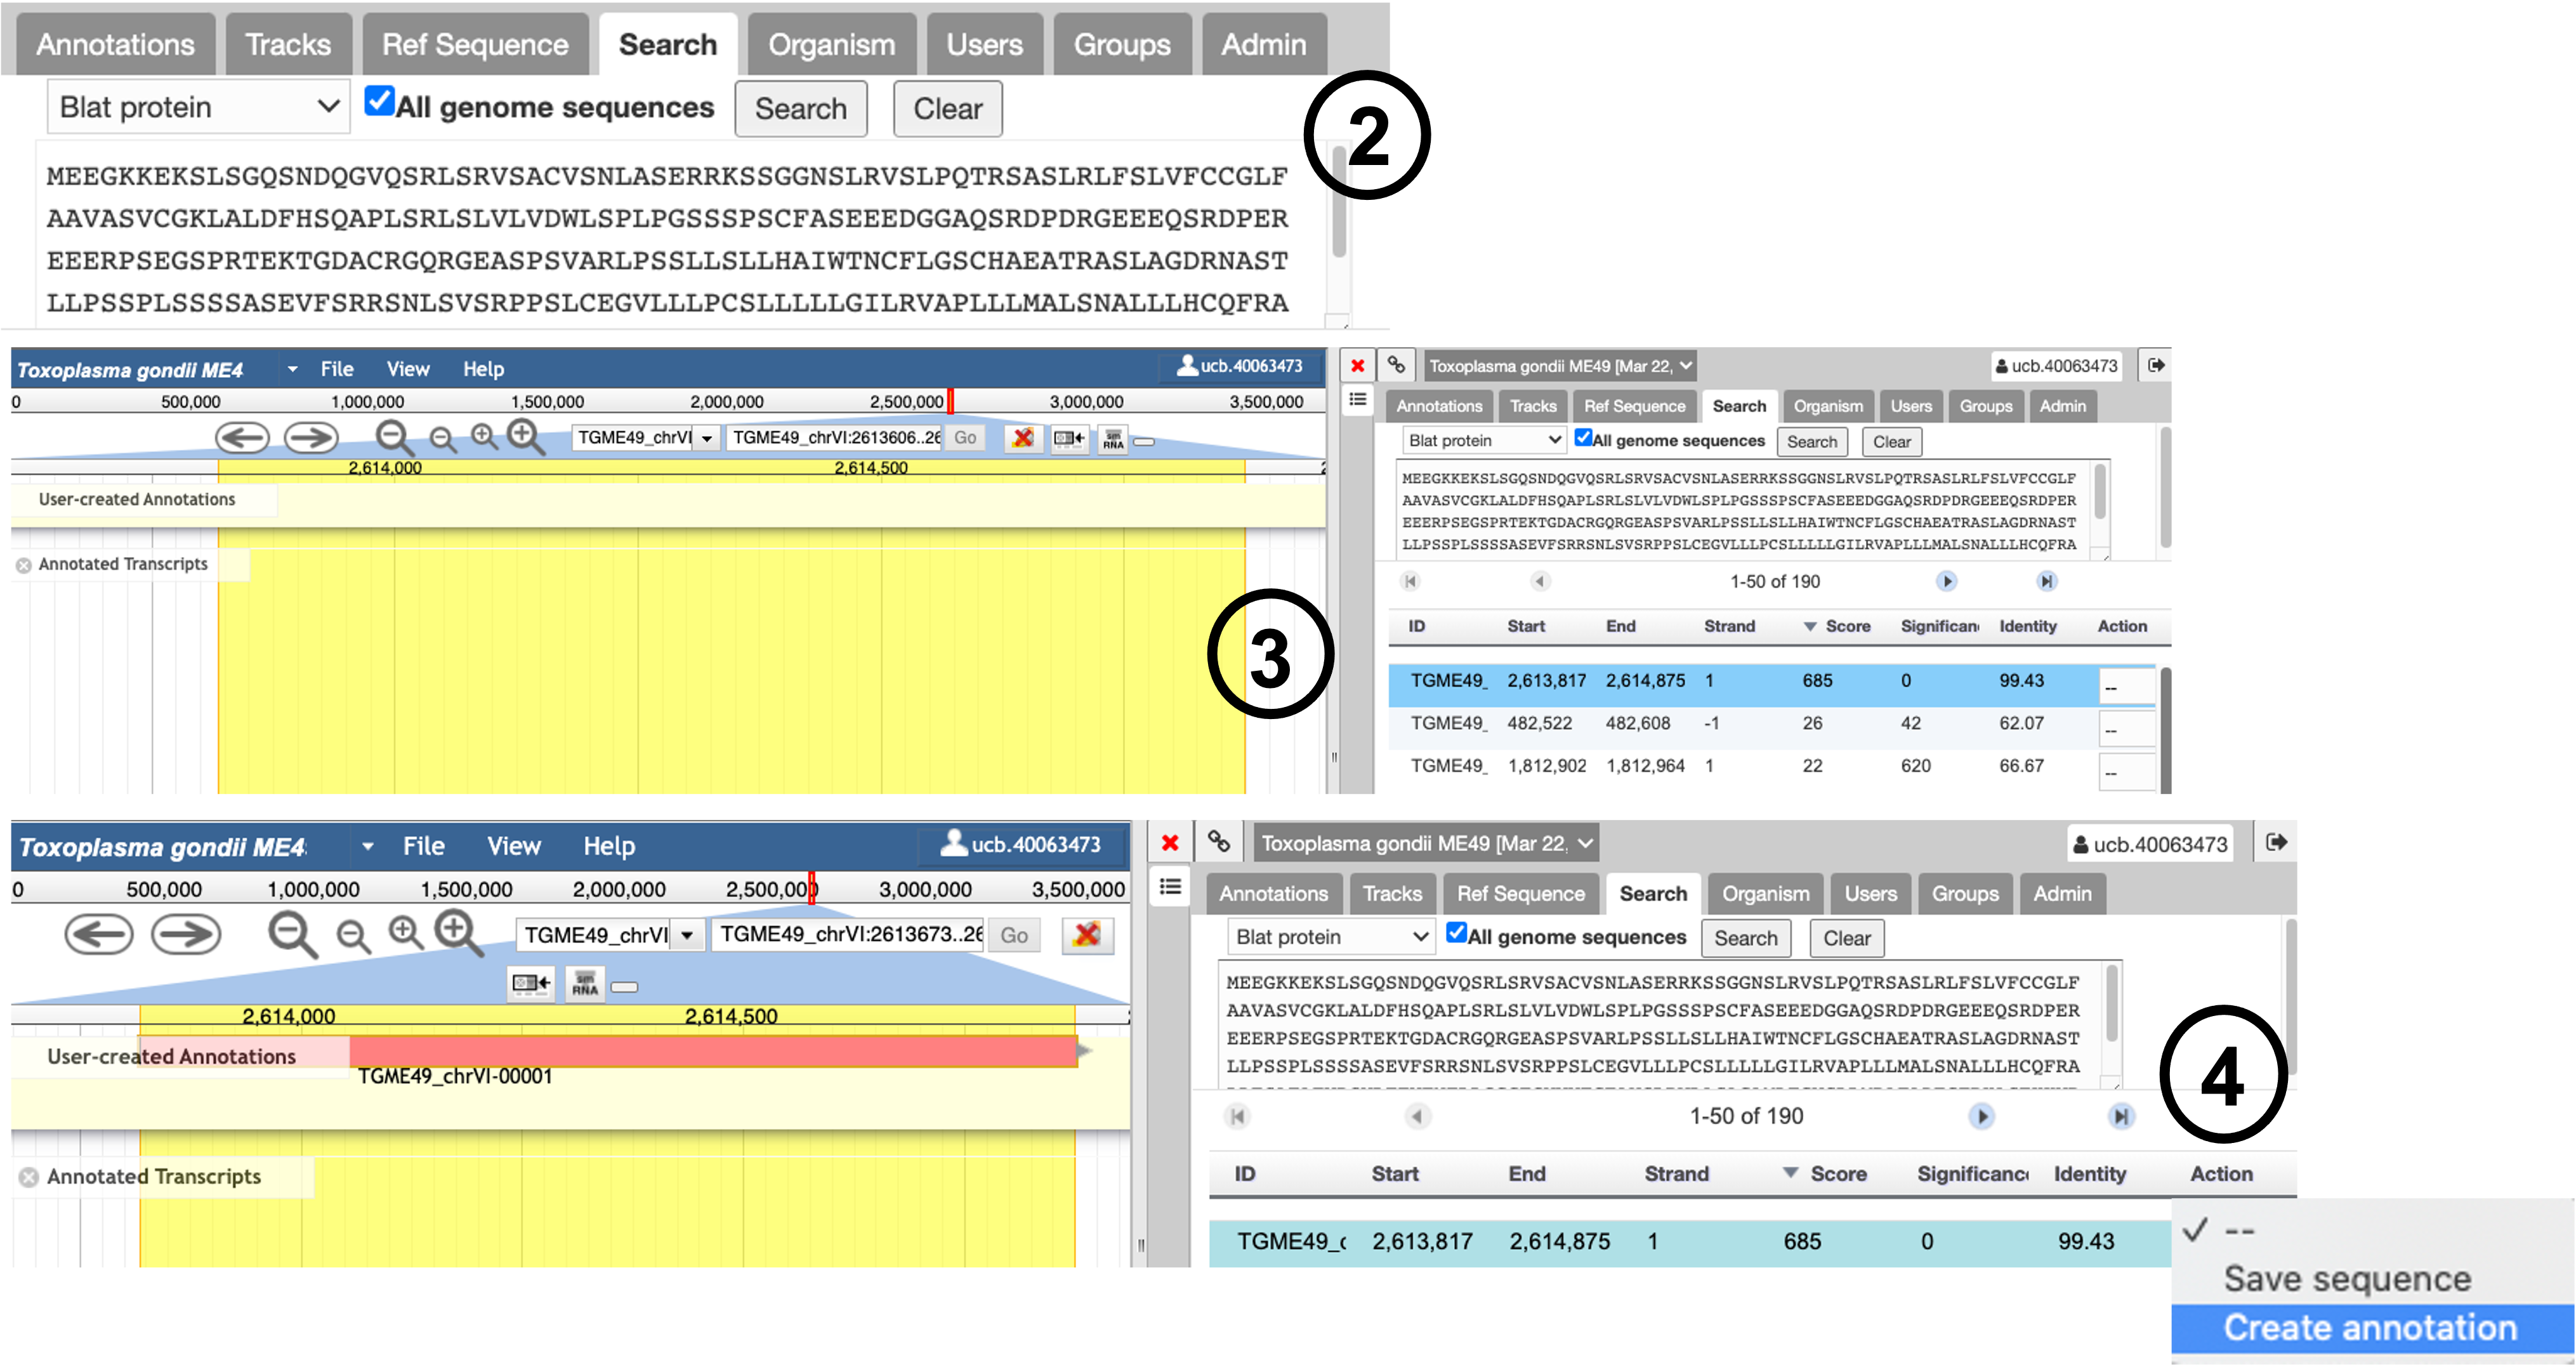 Annotations Tracks Ref Sequence Search Organism Users Groups Admin
Blat protein All genome sequences Search Clear
2
MEEGKKEKSLSGQSNDQGVQSRLSRVSACVSNLASERRKSSGGNSLRVSLPQTRSASLRLFSLVFCCGLF
AAVASVCGKLALDFHSQAPLSRLSLVLVDWLSPLPGSSSPSCFASEEEDGGAQSRDPDRGEEEQSRDPER
EEERPSEGSPRTEKTGDACRGQRGEASPSVARLPSSLLSLLHAIWTNCFLGSCHAEATRASLAGDRNAST
LLPSSPLSSSSASEVFSRRSNLSVSRPPSLCEGVLLLPCSLLLLLGILRVAPLLLMALSNALLLHCQFRA
Toxoplasma gondii ME4 File View Help ucb.40063473
0 500,000 1,000,000 1,500,000 2,000,000 2,500,000 3,000,000 3,500,000
TGME49_chrVI TGME49_chrVI:2613606..26 Go sm RNA
2,614,000 2,614,500
User-created Annotations
Annotated Transcripts
3
Toxoplasma gondii ME49 [Mar 22, ucb.40063473
Annotations Tracks Ref Sequence Search Organism Users Groups Admin
Blat protein All genome sequences Search Clear
MEEGKKEKSLSGQSNDQGVQSRLSRVSACVSNLASERRKSSGGNSLRVSLPQTRSASLRLFSLVFCCGLF
AAVASVCGKLALDFHSQAPLSRLSLVLVDWLSPLPGSSSPSCFASEEEDGGAQSRDPDRGEEEQSRDPER
EEERPSEGSPRTEKTGDACRGQRGEASPSVARLPSSLLSLLHAIWTNCFLGSCHAEATRASLAGDRNAST
LLPSSPLSSSSASEVFSRRSNLSVSRPPSLCEGVLLLPCSLLLLLGILRVAPLLLMALSNALLLHCQFRA
1-50 of 190
ID Start End Strand Score Significan Identity Action
TGME49_ 2,613,817 2,614,875 1 685 0 99.43 --
TGME49_ 482,522 482,608 -1 26 42 62.07 --
TGME49_ 1,812,902 1,812,964 1 22 620 66.67 --
Toxoplasma gondii ME4 File View Help ucb.40063473
0 500,000 1,000,000 1,500,000 2,000,000 2,500,000 3,000,000 3,500,000
TGME49_chrVI TGME49_chrVI:2613673..26 Go
sm RNA
2,614,000 2,614,500
User-created Annotations
TGME49_chrVI-00001
Annotated Transcripts
Toxoplasma gondii ME49 [Mar 22, ucb.40063473
Annotations Tracks Ref Sequence Search Organism Users Groups Admin
Blat protein All genome sequences Search Clear
MEEGKKEKSLSGQSNDQGVQSRLSRVSACVSNLASERRKSSGGNSLRVSLPQTRSASLRLFSLVFCCGLF
AAVASVCGKLALDFHSQAPLSRLSLVLVDWLSPLPGSSSPSCFASEEEDGGAQSRDPDRGEEEQSRDPER
EEERPSEGSPRTEKTGDACRGQRGEASPSVARLPSSLLSLLHAIWTNCFLGSCHAEATRASLAGDRNAST
LLPSSPLSSSSASEVFSRRSNLSVSRPPSLCEGVLLLPCSLLLLLGILRVAPLLLMALSNALLLHCQFRA
4
1-50 of 190
ID Start End Strand Score Significanc Identity Action
TGME49_c 2,613,817 2,614,875 1 685 0 99.43
✓ --
Save sequence
Create annotation